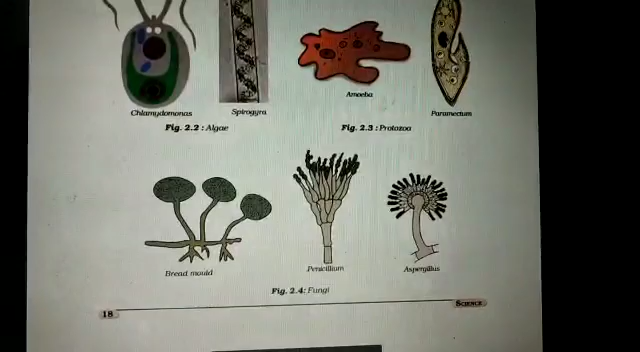 Chlamydomonas Spirogyra Amoeba Paramecium
Fig. 2.2 : Algae Fig. 2.3 : Protozoa
Bread mould Penicillium Aspergillus
Fig. 2.4: Fungi
18 SCIENCE